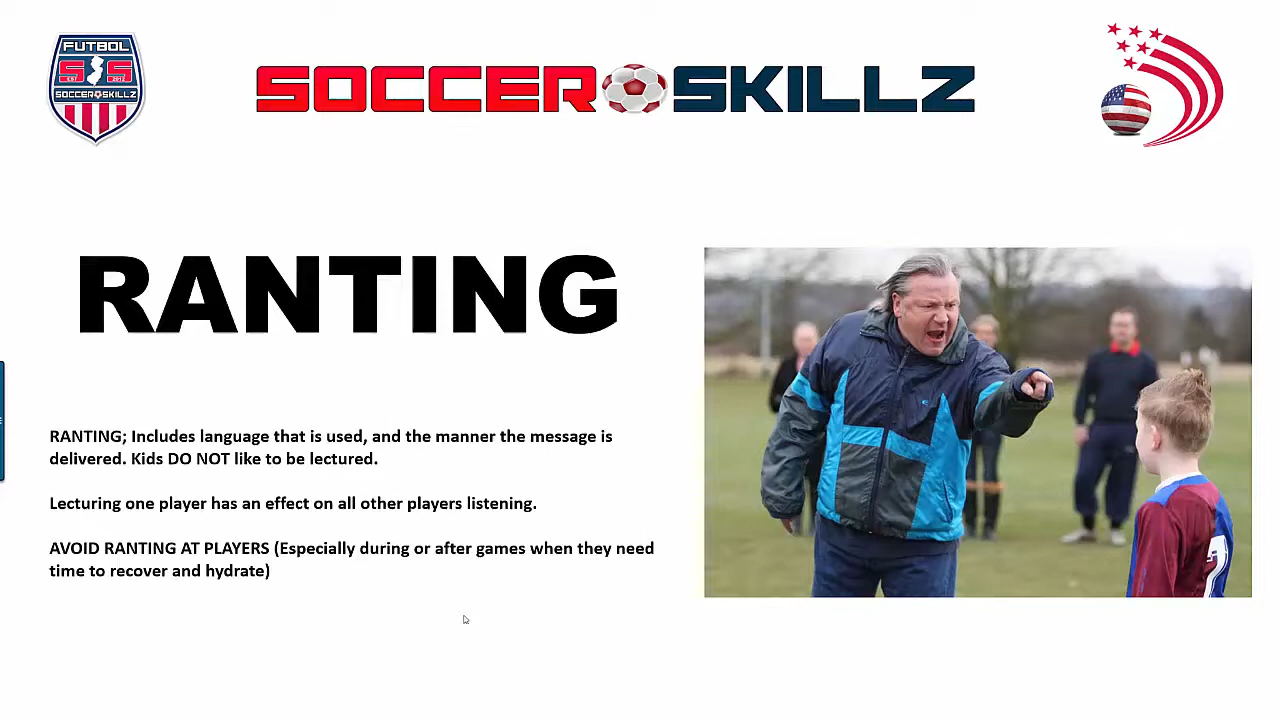 FUTBOL
SS
SOCCER SKILLZ
SOCCER SKILLZ
RANTING
RANTING; Includes language that is used, and the manner the message is
delivered. Kids DO NOT like to be lectured.
Lecturing one player has an effect on all other players listening.
AVOID RANTING AT PLAYERS (Especially during or after games when they need
time to recover and hydrate)
7